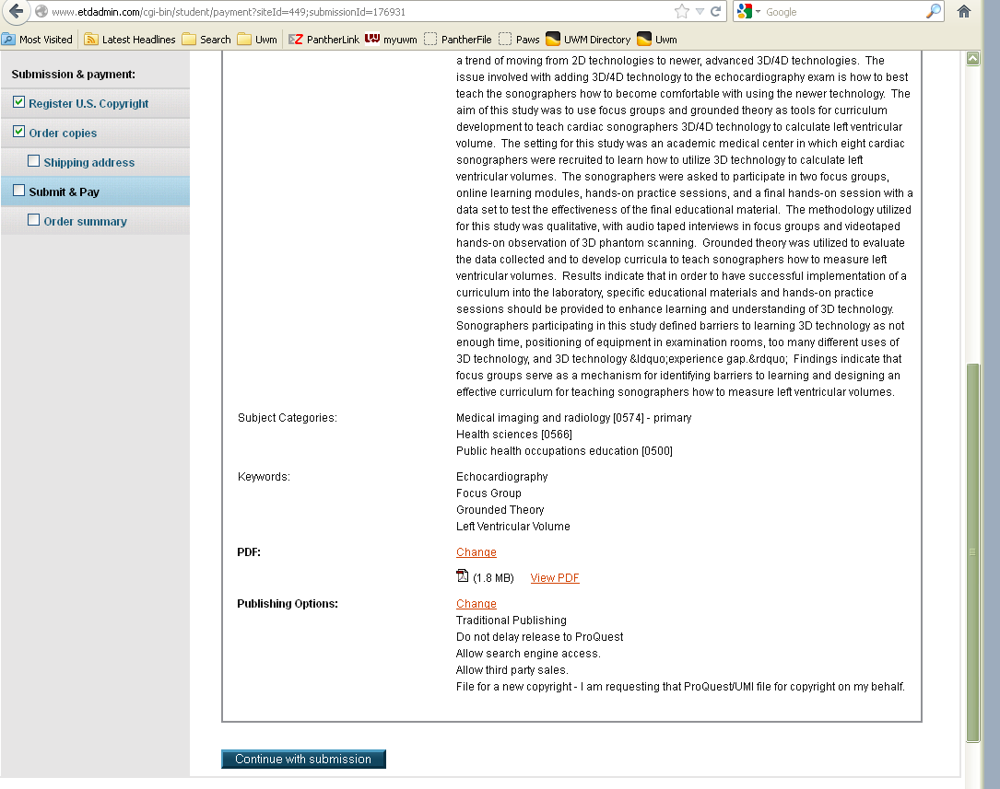 www.etdadmin.com/cgi-bin/student/payment?siteId=449;submissionId=176931
Google
Most Visited
Latest Headlines
Search
Uwm
EZ PantherLink
UW myuwm
PantherFile
Paws
UWM Directory
Uwm
Submission & payment:
Register U.S. Copyright
Order copies
Shipping address
Submit & Pay
Order summary
a trend of moving from 2D technologies to newer, advanced 3D/4D technologies. The
issue involved with adding 3D/4D technology to the echocardiography exam is how to best
teach the sonographers how to become comfortable with using the newer technology. The
aim of this study was to use focus groups and grounded theory as tools for curriculum
development to teach cardiac sonographers 3D/4D technology to calculate left ventricular
volume. The setting for this study was an academic medical center in which eight cardiac
sonographers were recruited to learn how to utilize 3D technology to calculate left
ventricular volumes. The sonographers were asked to participate in two focus groups,
online learning modules, hands-on practice sessions, and a final hands-on session with a
data set to test the effectiveness of the final educational material. The methodology utilized
for this study was qualitative, with audio taped interviews in focus groups and videotaped
hands-on observation of 3D phantom scanning. Grounded theory was utilized to evaluate
the data collected and to develop curricula to teach sonographers how to measure left
ventricular volumes. Results indicate that in order to have successful implementation of a
curriculum into the laboratory, specific educational materials and hands-on practice
sessions should be provided to enhance learning and understanding of 3D technology.
Sonographers participating in this study defined barriers to learning 3D technology as not
enough time, positioning of equipment in examination rooms, too many different uses of
3D technology, and 3D technology &ldquo;experience gap.&rdquo; Findings indicate that
focus groups serve as a mechanism for identifying barriers to learning and designing an
effective curriculum for teaching sonographers how to measure left ventricular volumes.
Subject Categories:
Medical imaging and radiology [0574] - primary
Health sciences [0566]
Public health occupations education [0500]
Keywords:
Echocardiography
Focus Group
Grounded Theory
Left Ventricular Volume
PDF:
Change
(1.8 MB) View PDF
Publishing Options:
Change
Traditional Publishing
Do not delay release to ProQuest
Allow search engine access.
Allow third party sales.
File for a new copyright - I am requesting that ProQuest/UMI file for copyright on my behalf.
Continue with submission